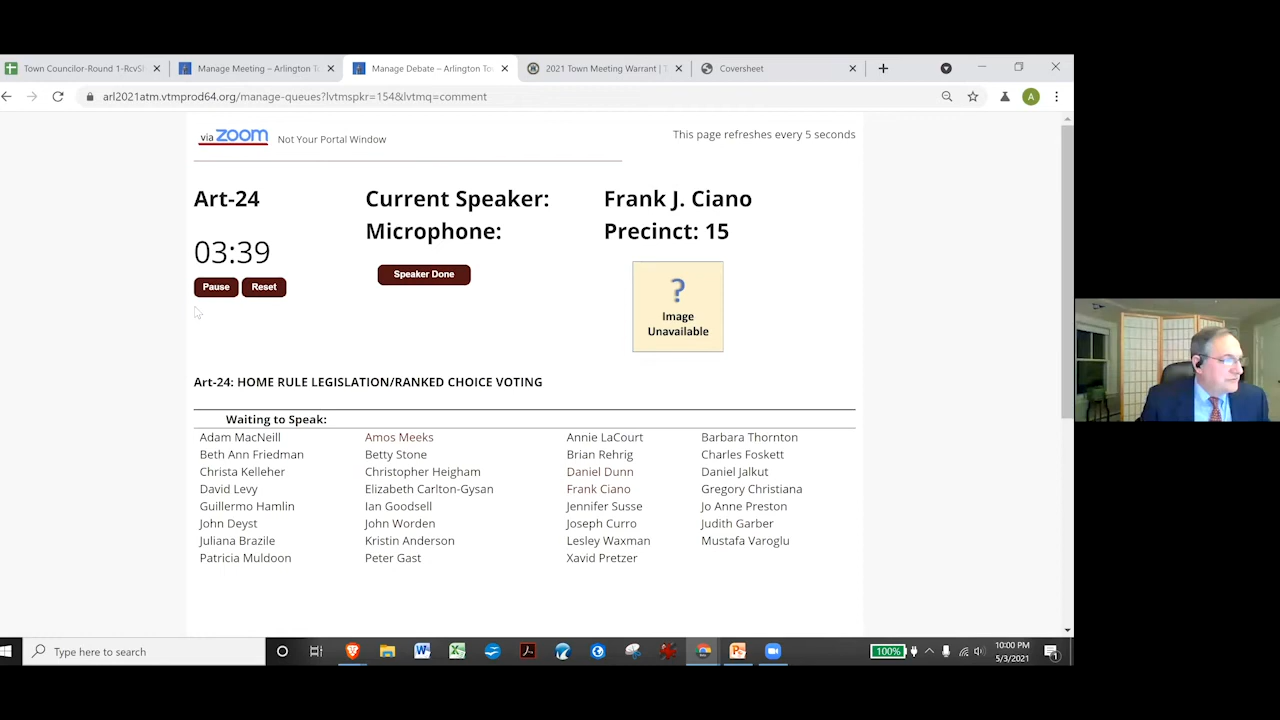 Town Councilor-Round 1-RcvSh
Manage Meeting – Arlington To
Manage Debate – Arlington To
2021 Town Meeting Warrant | T
Coversheet
arl2021atm.vtmprod64.org/manage-queues?lvtmspkr=154&lvtmq=comment
A
via zoom Not Your Portal Window
This page refreshes every 5 seconds
Art-24 Current Speaker: Frank J. Ciano
Microphone: Precinct: 15
03:39
Pause Reset
Speaker Done
?
Image
Unavailable
Art-24: HOME RULE LEGISLATION/RANKED CHOICE VOTING
Waiting to Speak:
Adam MacNeill Amos Meeks Annie LaCourt Barbara Thornton
Beth Ann Friedman Betty Stone Brian Rehrig Charles Foskett
Christa Kelleher Christopher Heigham Daniel Dunn Daniel Jalkut
David Levy Elizabeth Carlton-Gysan Frank Ciano Gregory Christiana
Guillermo Hamlin Ian Goodsell Jennifer Susse Jo Anne Preston
John Deyst John Worden Joseph Curro Judith Garber
Juliana Brazile Kristin Anderson Lesley Waxman Mustafa Varoglu
Patricia Muldoon Peter Gast Xavid Pretzer
Type here to search
100%
10:00 PM
5/3/2021
1